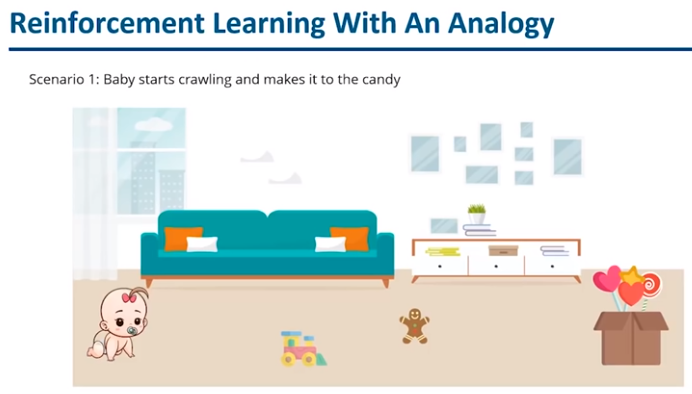 Reinforcement Learning With An Analogy
Scenario 1: Baby starts crawling and makes it to the candy